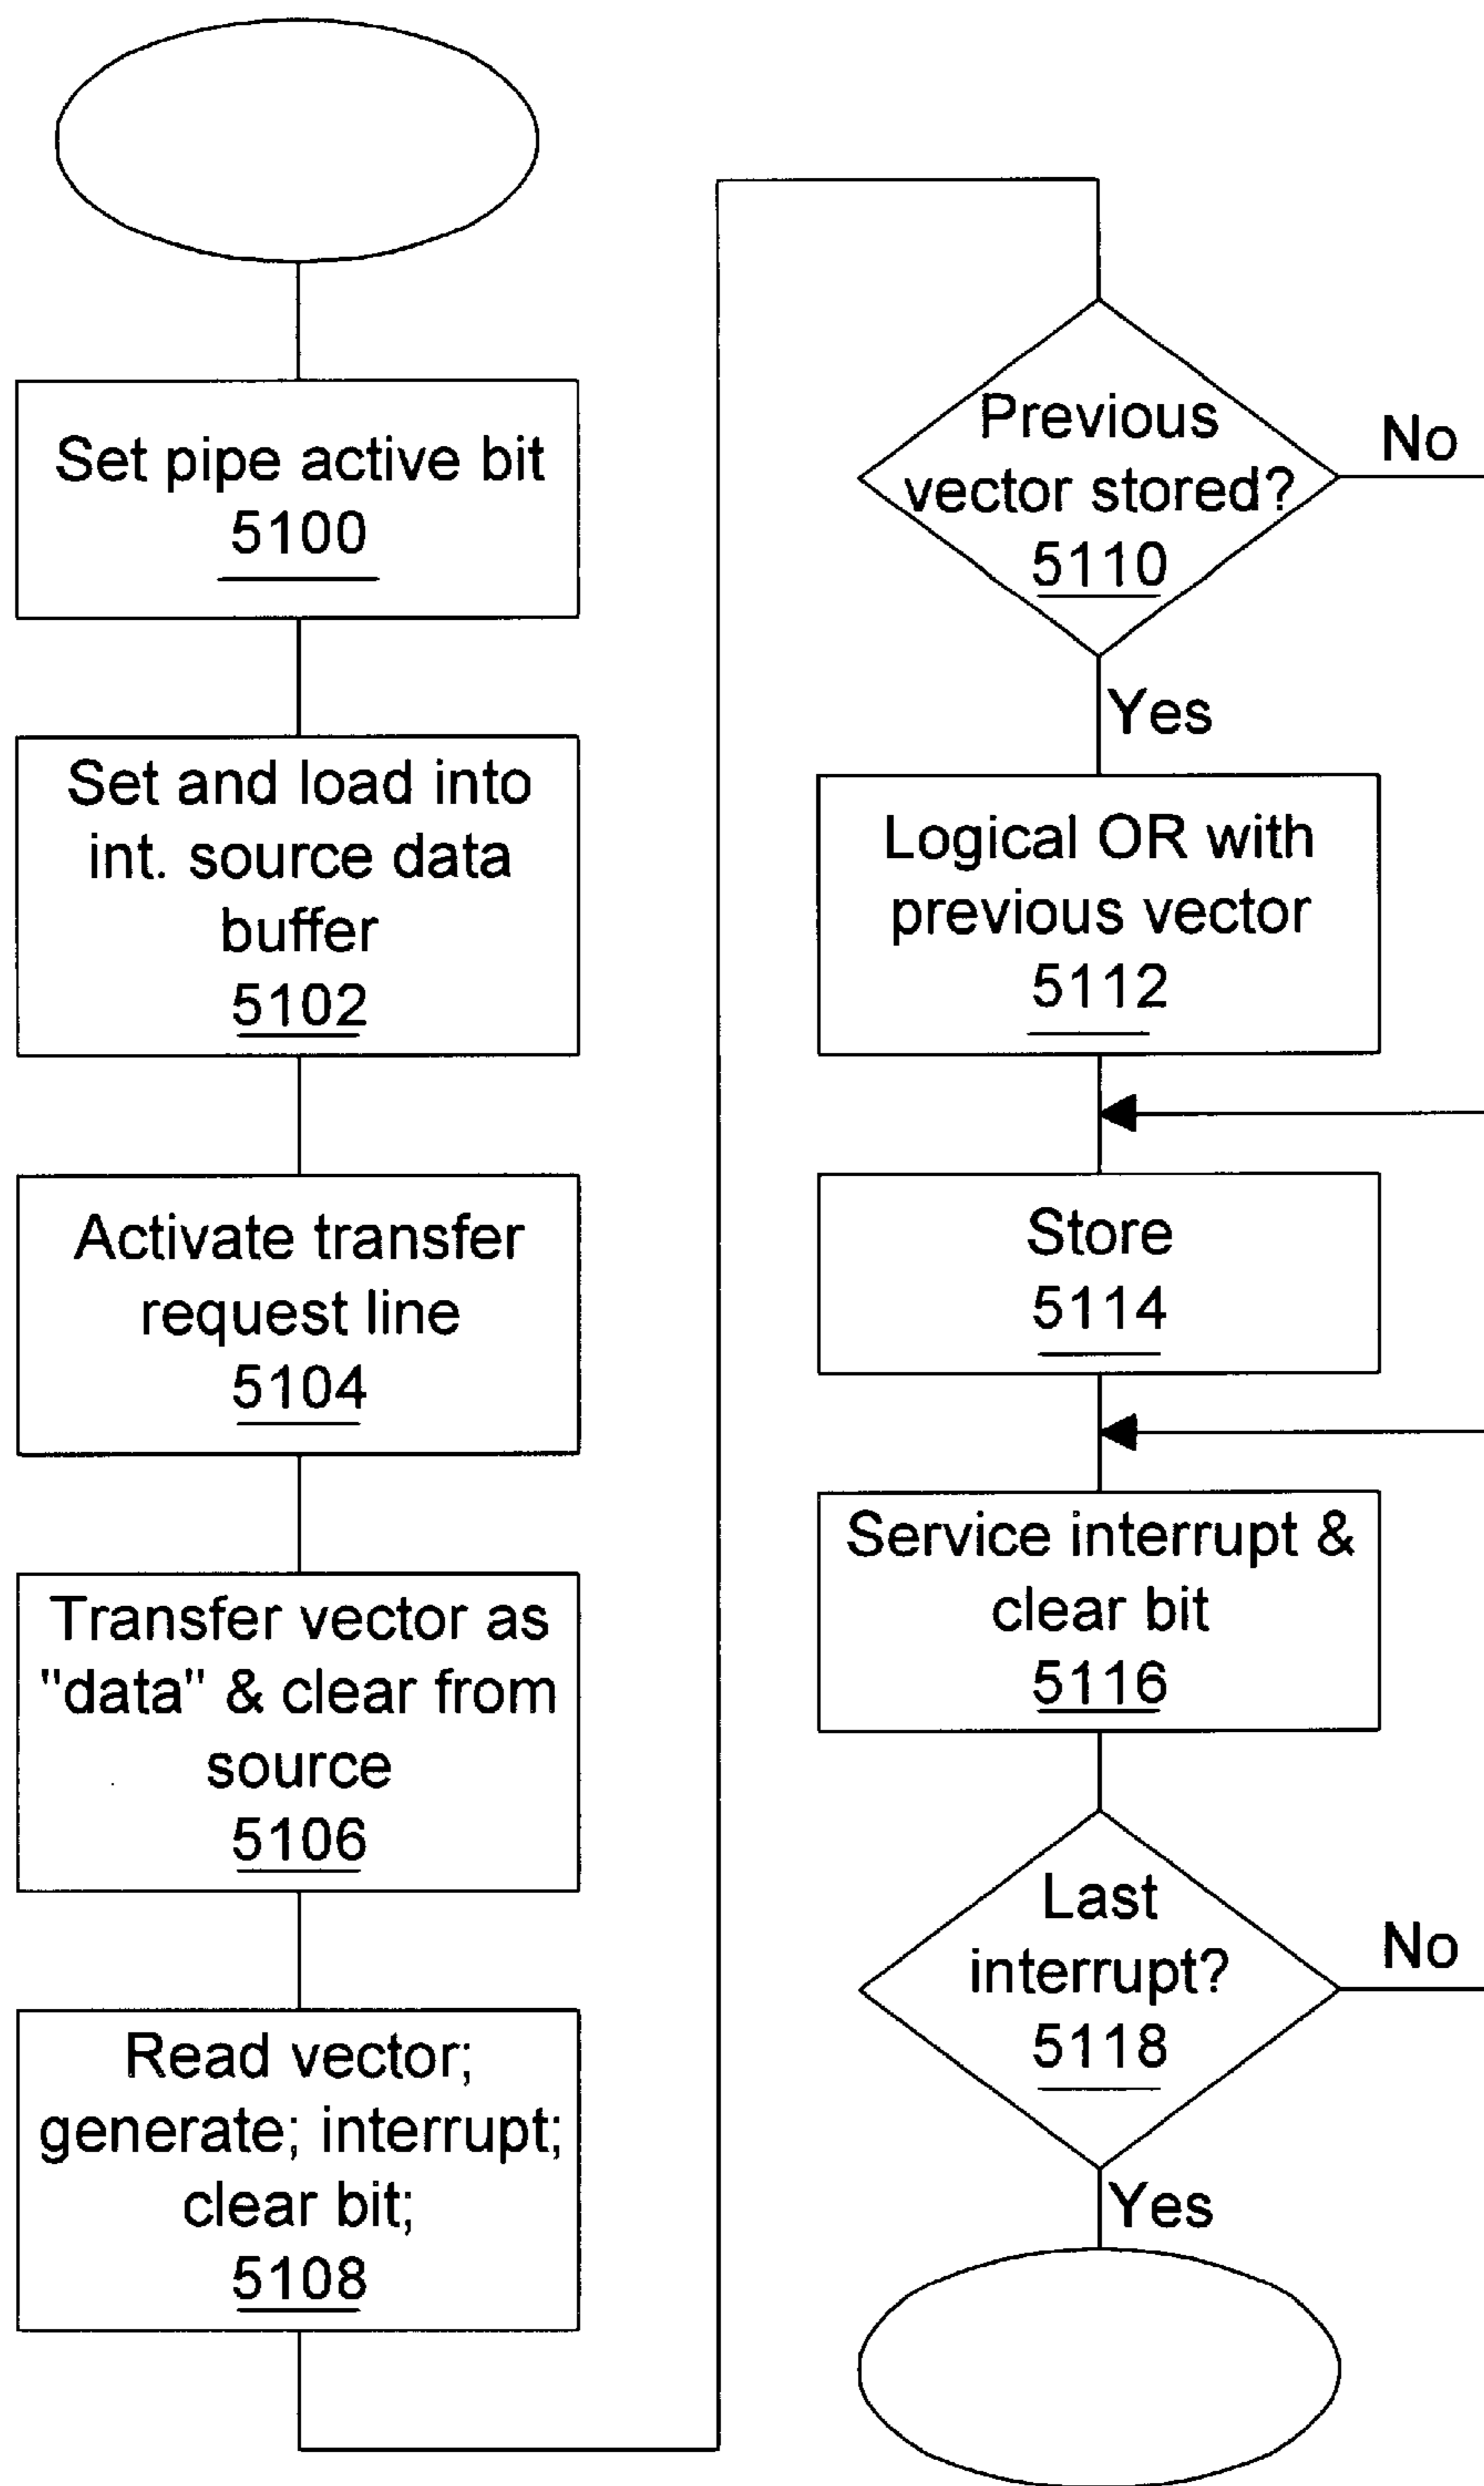 Set pipe active bit
5100
Set and load into
int. source data
buffer
5102
Activate transfer
request line
5104
Transfer vector as
"data" & clear from
source
5106
Read vector;
generate; interrupt;
clear bit;
5108
Previous
vector stored?
5110
No
Yes
Logical OR with
previous vector
5112
Store
5114
Service interrupt &
clear bit
5116
Last
interrupt?
5118
No
Yes